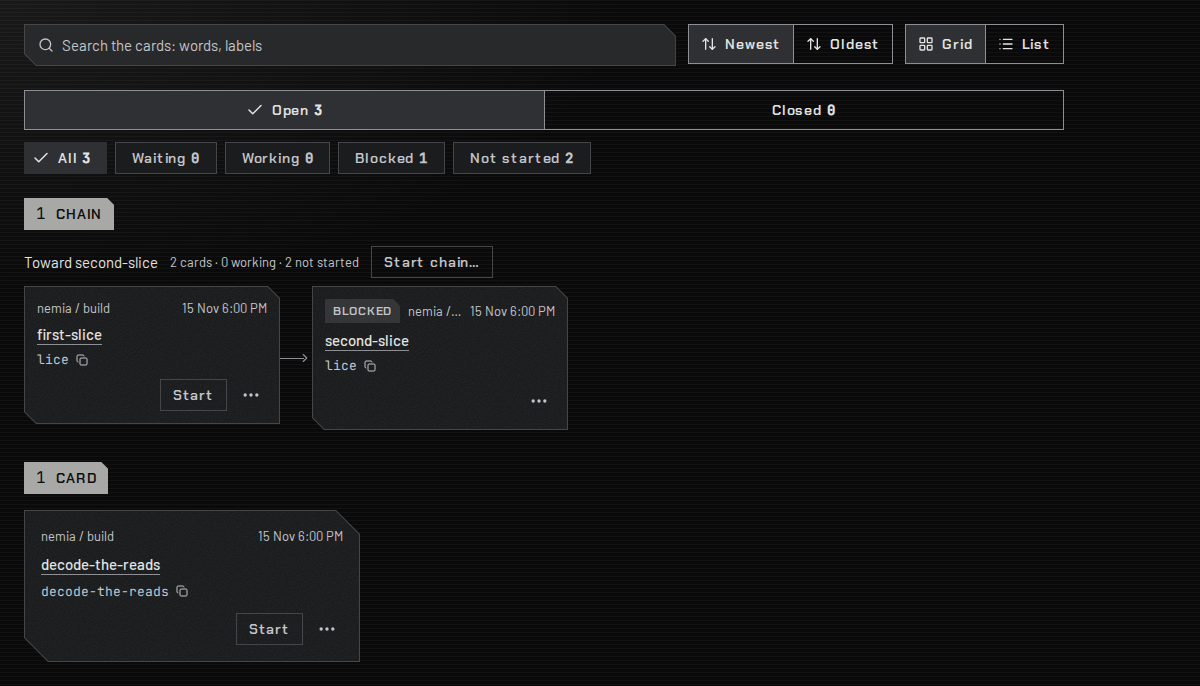 Search the cards: words, labels
Newest Oldest Grid List
Open 3 Closed 0
All 3 Waiting 0 Working 0 Blocked 1 Not started 2
1 CHAIN
Toward second-slice 2 cards · 0 working · 2 not started Start chain…
nemia / build 15 Nov 6:00 PM
first-slice
lice
Start
BLOCKED nemia /… 15 Nov 6:00 PM
second-slice
lice
1 CARD
nemia / build 15 Nov 6:00 PM
decode-the-reads
decode-the-reads
Start